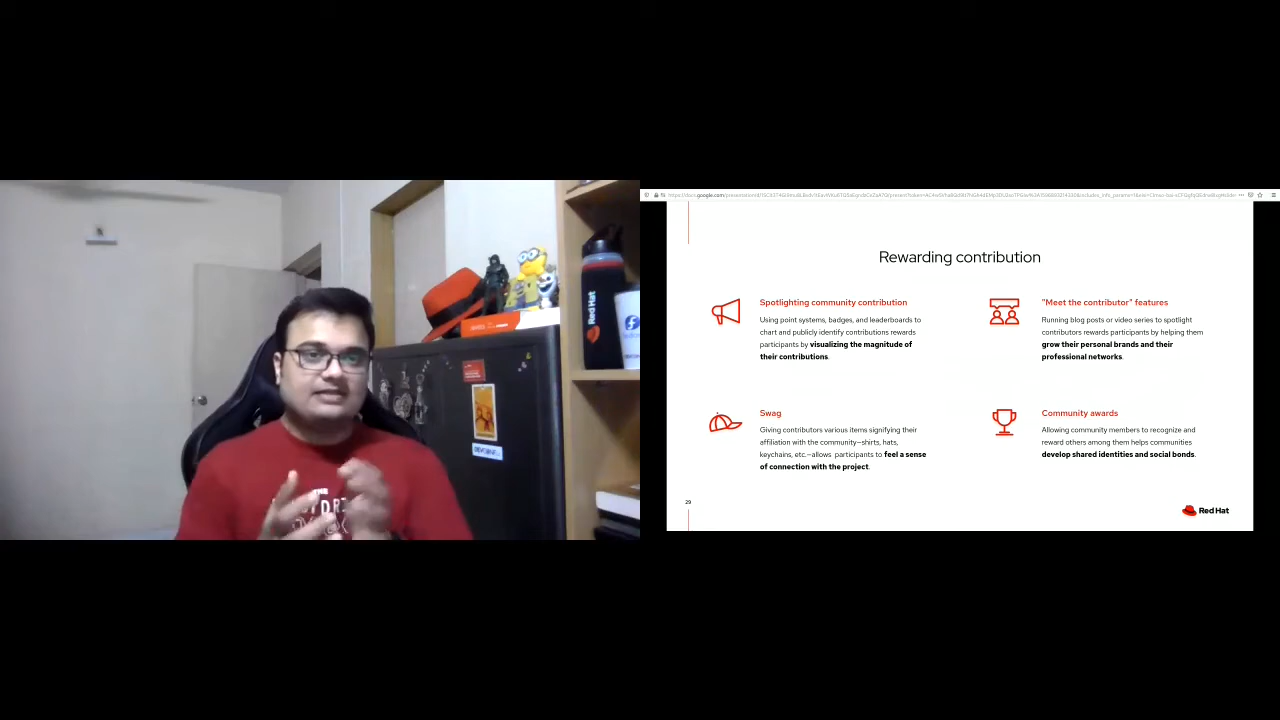 Red Hat
THE
DEVCONF
Rewarding contribution
Spotlighting community contribution
Using point systems, badges, and leaderboards to
chart and publicly identify contributions rewards
participants by visualizing the magnitude of
their contributions.
"Meet the contributor" features
Running blog posts or video series to spotlight
contributors rewards participants by helping them
grow their personal brands and their
professional networks.
Swag
Giving contributors various items signifying their
affiliation with the community—shirts, hats,
keychains, etc.—allows participants to feel a sense
of connection with the project.
Community awards
Allowing community members to recognize and
reward others among them helps communities
develop shared identities and social bonds.
29
Red Hat